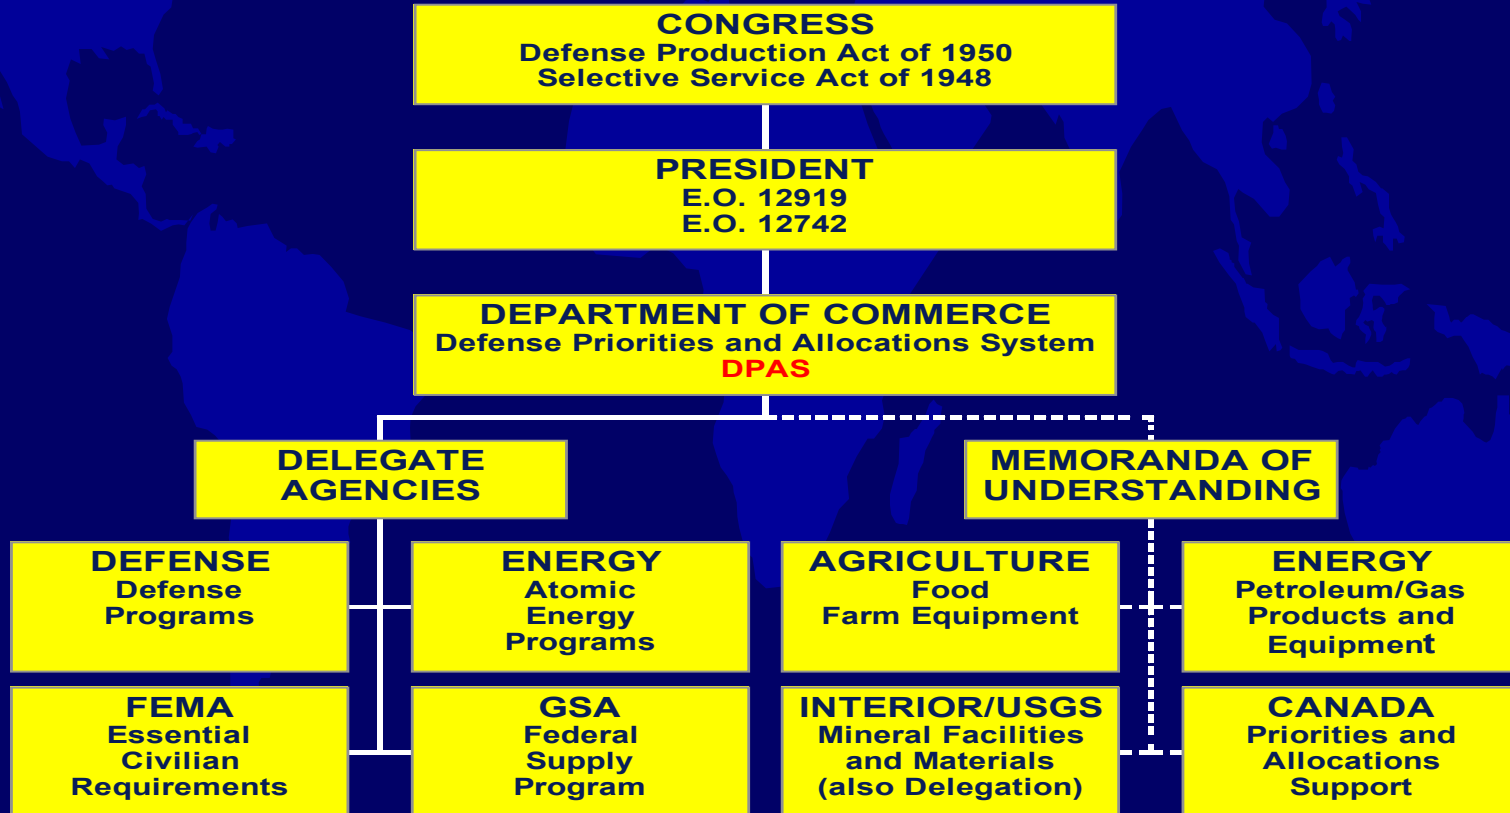 CONGRESS
Defense Production Act of 1950
Selective Service Act of 1948
PRESIDENT
E.O. 12919
E.O. 12742
DEPARTMENT OF COMMERCE
Defense Priorities and Allocations System
DPAS
DELEGATE
AGENCIES
MEMORANDA OF
UNDERSTANDING
DEFENSE
Defense
Programs
ENERGY
Atomic
Energy
Programs
AGRICULTURE
Food
Farm Equipment
ENERGY
Petroleum/Gas
Products and
Equipment
FEMA
Essential
Civilian
Requirements
GSA
Federal
Supply
Program
INTERIOR/USGS
Mineral Facilities
and Materials
(also Delegation)
CANADA
Priorities and
Allocations
Support